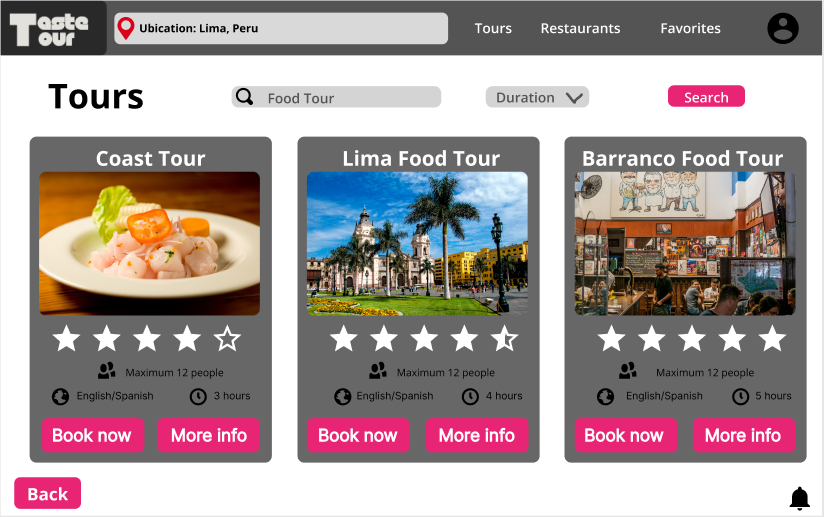 Taste
Tour
Ubication: Lima, Peru
Tours
Restaurants
Favorites
Tours
Food Tour
Duration
Search
Coast Tour
Lima Food Tour
Barranco Food Tour
Maximum 12 people
English/Spanish
3 hours
Maximum 12 people
English/Spanish
4 hours
Maximum 12 people
English/Spanish
5 hours
Book now
More info
Book now
More info
Book now
More info
Back